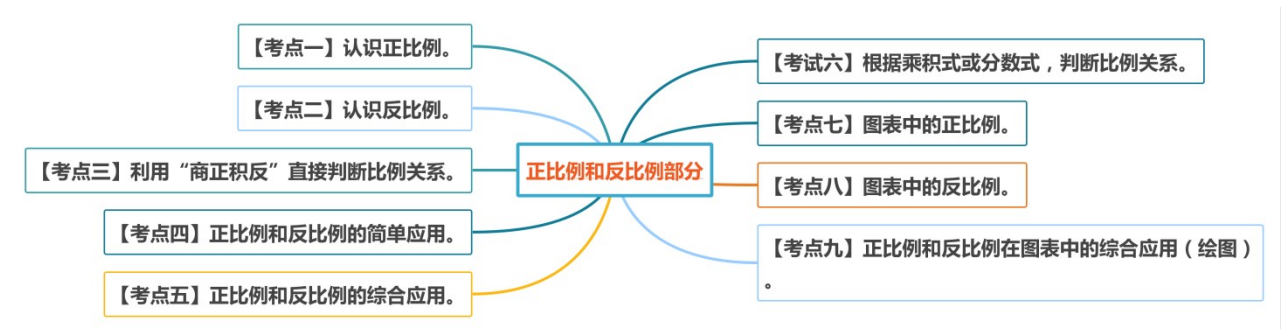 【考点一】认识正比例。
【考点二】认识反比例。
【考点三】利用“商正积反”直接判断比例关系。
【考点四】正比例和反比例的简单应用。
【考点五】正比例和反比例的综合应用。
正比例和反比例部分
【考试六】根据乘积式或分数式，判断比例关系。
【考点七】图表中的正比例。
【考点八】图表中的反比例。
【考点九】正比例和反比例在图表中的综合应用（绘图）
。